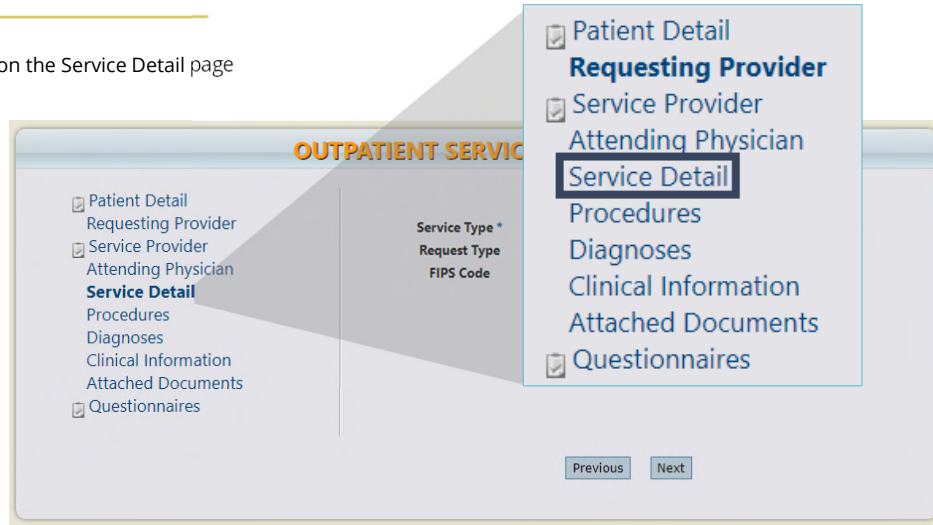 on the Service Detail page
OUTPATIENT SERVIC
Patient Detail
Requesting Provider
Service Provider
Attending Physician
Service Detail
Procedures
Diagnoses
Clinical Information
Attached Documents
Questionnaires
Service Type *
Request Type
FIPS Code
Patient Detail
Requesting Provider
Service Provider
Attending Physician
Service Detail
Procedures
Diagnoses
Clinical Information
Attached Documents
Questionnaires
Previous Next